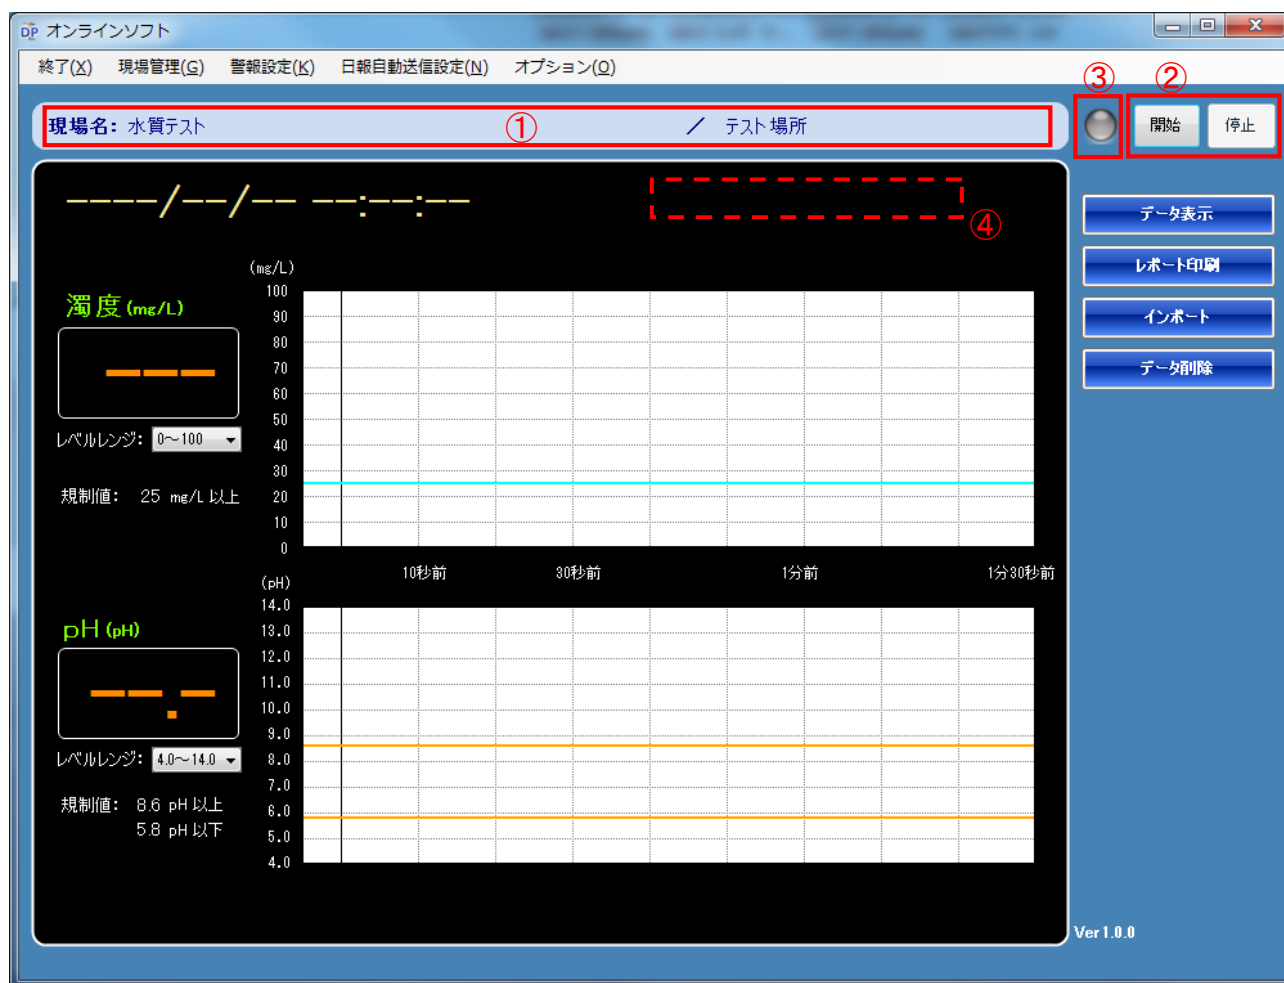 DP オンラインソフト
終了(X) 現場管理(G) 警報設定(K) 日報自動送信設定(N) オプション(O)
③ ②
現場名: 水質テスト ① / テスト場所
開始 停止
----/--/-- --:--:--
④
データ表示
レポート印刷
インポート
データ削除
(mg/L)
濁度(mg/L)
---
レベルレンジ: 0~100
規制値: 25 mg/L以上
100
90
80
70
60
50
40
30
20
10
0
10秒前 30秒前 1分前 1分30秒前
(pH)
pH(pH)
--.-
レベルレンジ: 4.0~14.0
規制値: 8.6 pH以上
5.8 pH以下
14.0
13.0
12.0
11.0
10.0
9.0
8.0
7.0
6.0
5.0
4.0
Ver1.0.0